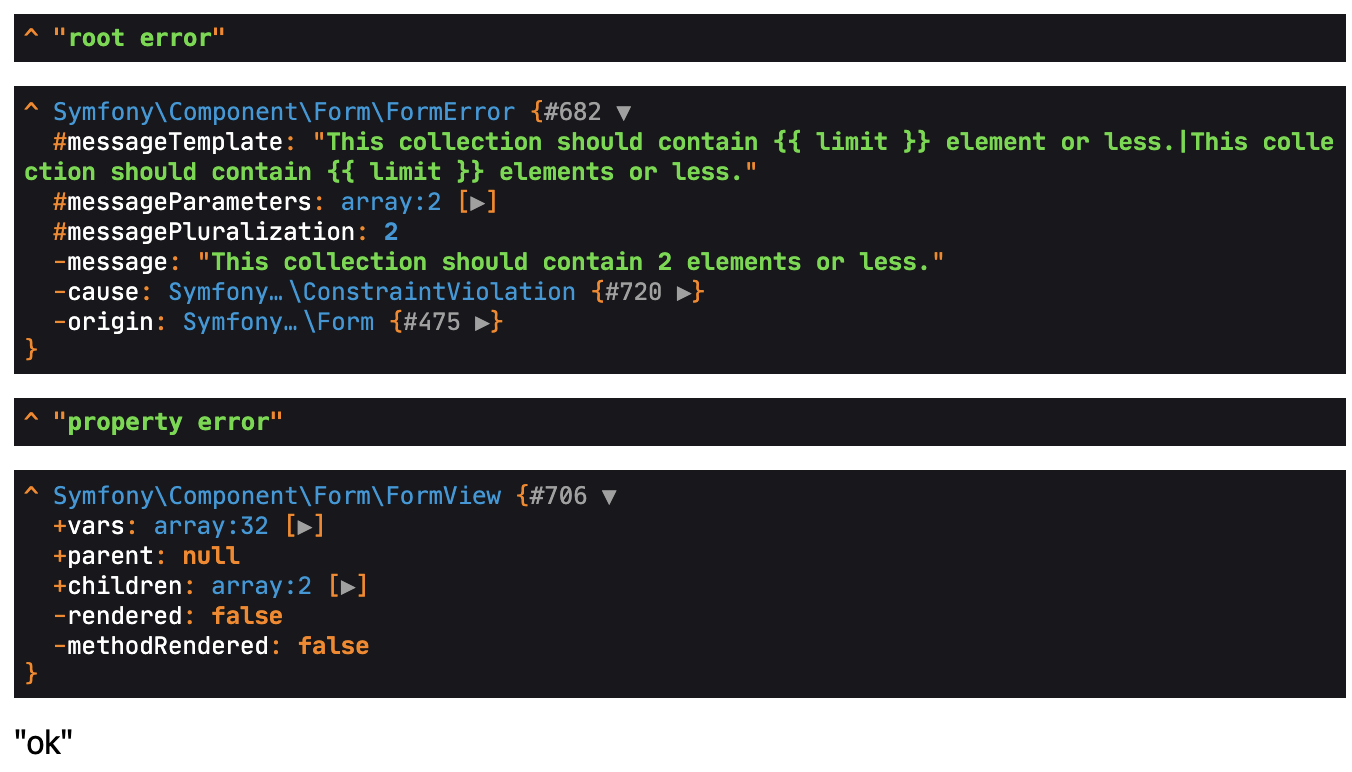 ^ "root error"
^ Symfony\Component\Form\FormError {#682 ▼
  #messageTemplate: "This collection should contain {{ limit }} element or less.|This colle
ction should contain {{ limit }} elements or less."
  #messageParameters: array:2 [▶]
  #messagePluralization: 2
  -message: "This collection should contain 2 elements or less."
  -cause: Symfony…\ConstraintViolation {#720 ▶}
  -origin: Symfony…\Form {#475 ▶}
}
^ "property error"
^ Symfony\Component\Form\FormView {#706 ▼
  +vars: array:32 [▶]
  +parent: null
  +children: array:2 [▶]
  -rendered: false
  -methodRendered: false
}
"ok"